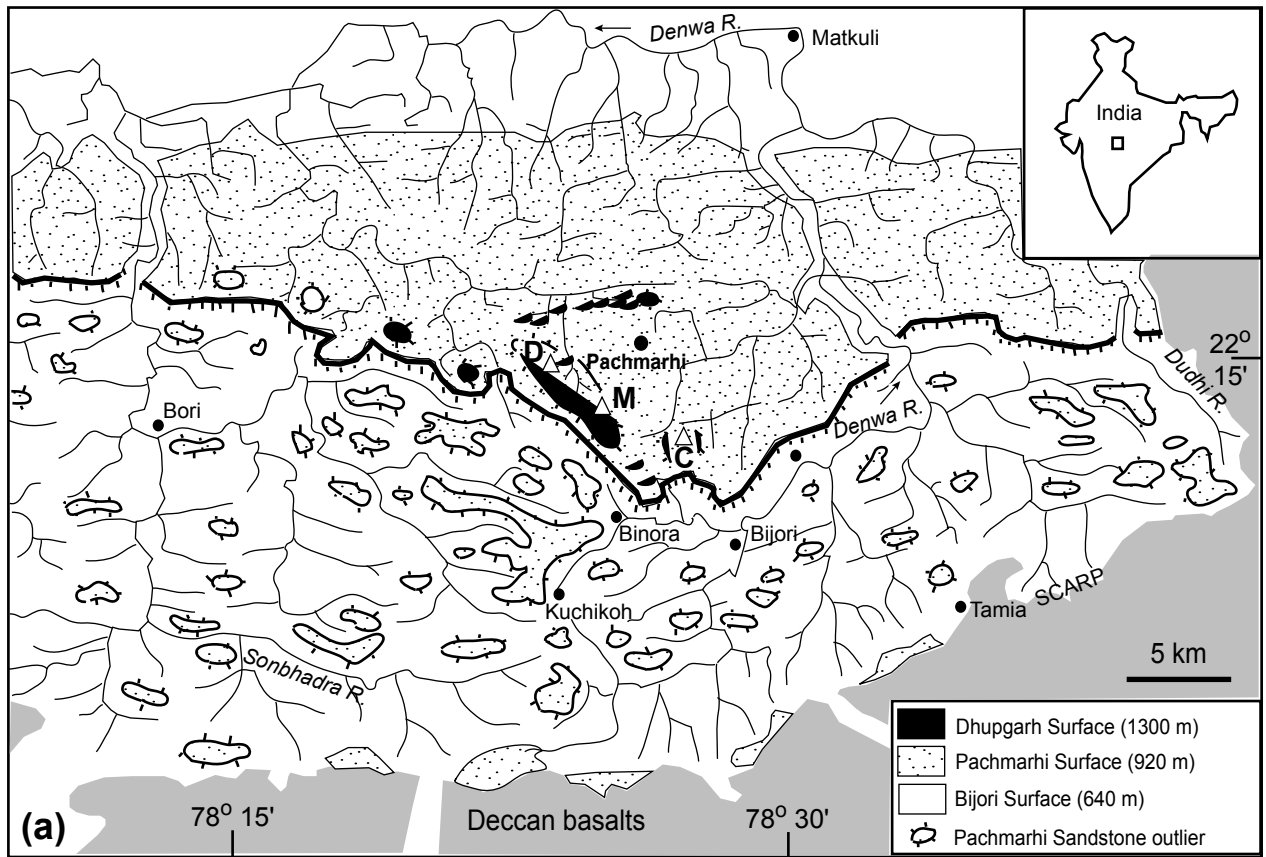 Denwa R.
Matkuli
India
D
Pachmarhi
M
C
22°
15'
Dudhi R.
Bori
Denwa R.
Binora
Bijori
Kuchikoh
Tamia
SCARP
Sonbhadra R.
5 km
Dhupgarh Surface (1300 m)
Pachmarhi Surface (920 m)
Bijori Surface (640 m)
Pachmarhi Sandstone outlier
(a)
78° 15'
Deccan basalts
78° 30'